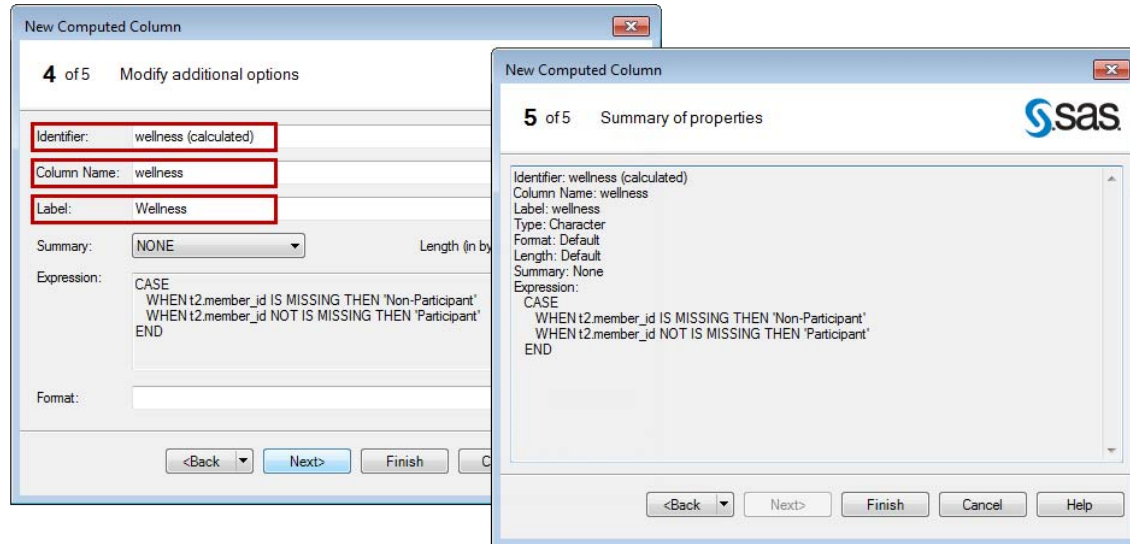 New Computed Column
4 of 5 Modify additional options
Identifier: wellness (calculated)
Column Name: wellness
Label: Wellness
Summary: NONE Length (in by
Expression: CASE
WHEN t2.member_id IS MISSING THEN 'Non-Participant'
WHEN t2.member_id NOT IS MISSING THEN 'Participant'
END
Format:
<Back Next> Finish C
New Computed Column
5 of 5 Summary of properties
sas
Identifier: wellness (calculated)
Column Name: wellness
Label: wellness
Type: Character
Format: Default
Length: Default
Summary: None
Expression:
CASE
WHEN t2.member_id IS MISSING THEN 'Non-Participant'
WHEN t2.member_id NOT IS MISSING THEN 'Participant'
END
<Back Next> Finish Cancel Help